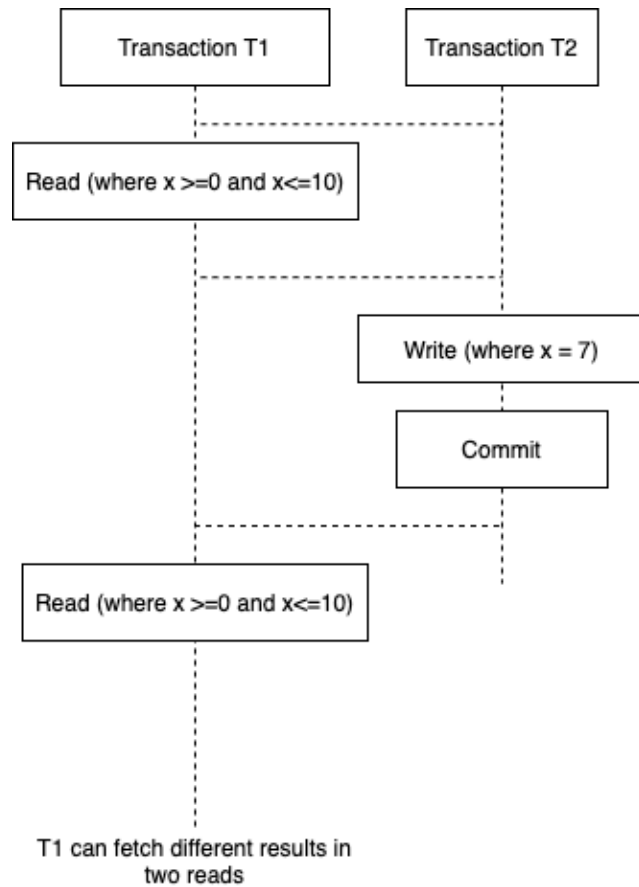 Transaction T1
Transaction T2
Read (where x >=0 and x<=10)
Write (where x = 7)
Commit
Read (where x >=0 and x<=10)
T1 can fetch different results in
two reads